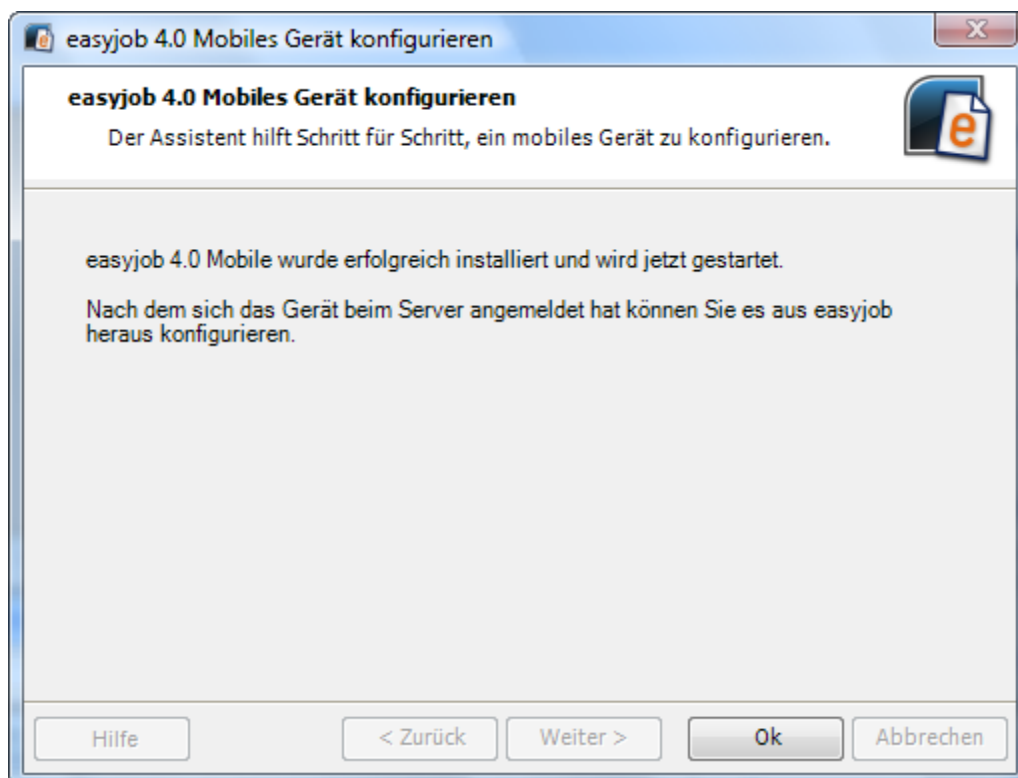 easyjob 4.0 Mobiles Gerät konfigurieren
easyjob 4.0 Mobiles Gerät konfigurieren
Der Assistent hilft Schritt für Schritt, ein mobiles Gerät zu konfigurieren.
e
easyjob 4.0 Mobile wurde erfolgreich installiert und wird jetzt gestartet.
Nach dem sich das Gerät beim Server angemeldet hat können Sie es aus easyjob
heraus konfigurieren.
Hilfe
< Zurück
Weiter >
Ok
Abbrechen